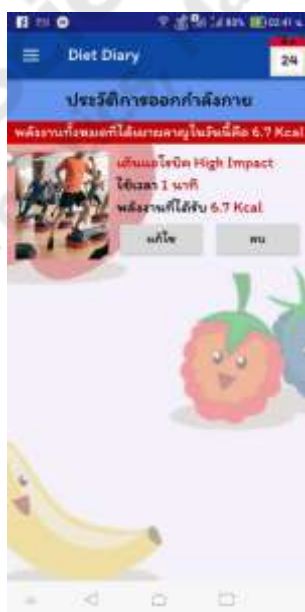 80% 02:41 น.
Diet Diary
24
ประวัติการออกกำลังกาย
พลังงานทั้งหมดที่ได้เผาผลาญในวันนี้คือ 6.7 Kcal
เต้นแอโรบิค High Impact
ใช้เวลา 1 นาที
พลังงานที่ได้รับ 6.7 Kcal
แก้ไข
ลบ